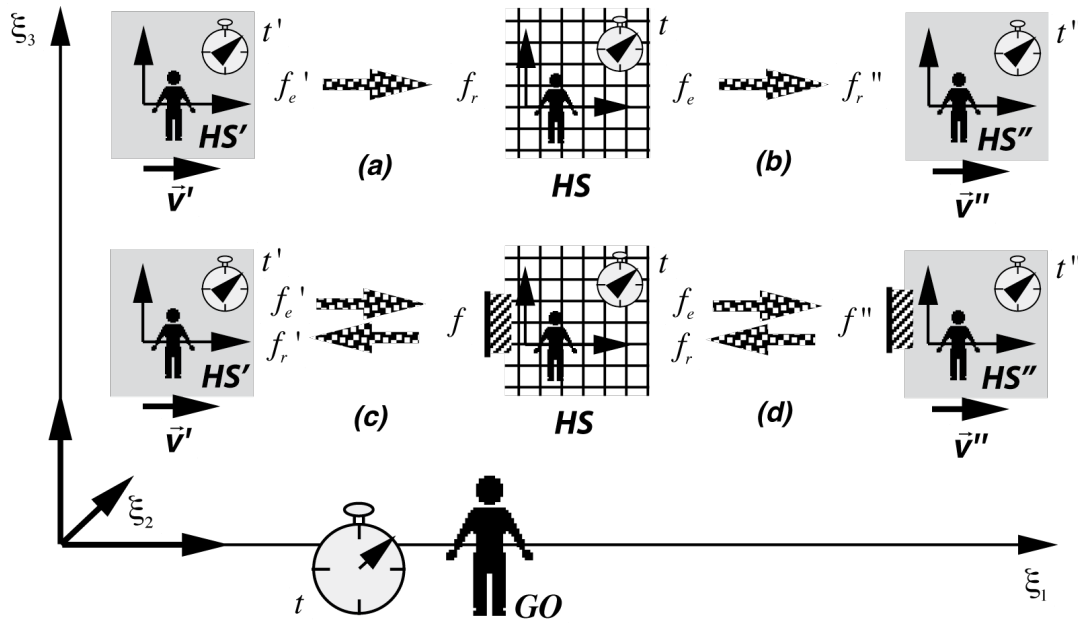 ξ₃
t'
t
t'
fₑ' fᵣ fₑ fᵣ''
HS' (a) HS (b) HS''
v⃗' v⃗''
t'
t
t''
fₑ' f fₑ f''
fᵣ' fᵣ
HS' (c) HS (d) HS''
v⃗' v⃗''
ξ₂
t GO ξ₁